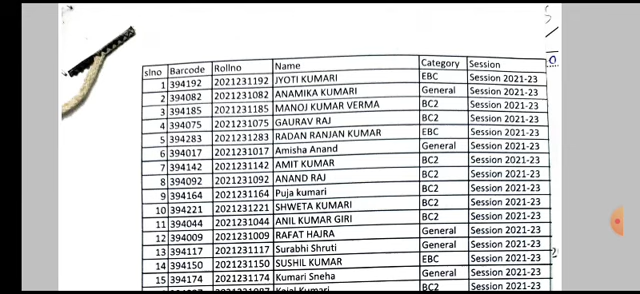 slno Barcode Rollno Name Category Session
1 394192 2021231192 JYOTI KUMARI EBC Session 2021-23
2 394082 2021231082 ANAMIKA KUMARI General Session 2021-23
3 394185 2021231185 MANOJ KUMAR VERMA BC2 Session 2021-23
4 394075 2021231075 GAURAV RAJ BC2 Session 2021-23
5 394283 2021231283 RADAN RANJAN KUMAR EBC Session 2021-23
6 394017 2021231017 Amisha Anand General Session 2021-23
7 394142 2021231142 AMIT KUMAR BC2 Session 2021-23
8 394092 2021231092 ANAND RAJ BC2 Session 2021-23
9 394164 2021231164 Puja kumari BC2 Session 2021-23
10 394221 2021231221 SHWETA KUMARI BC2 Session 2021-23
11 394044 2021231044 ANIL KUMAR GIRI BC2 Session 2021-23
12 394009 2021231009 RAFAT HAJRA General Session 2021-23
13 394117 2021231117 Surabhi Shruti General Session 2021-23
14 394150 2021231150 SUSHIL KUMAR EBC Session 2021-23
15 394174 2021231174 Kumari Sneha General Session 2021-23
Kajal Kumari BC2 Session 2021-23